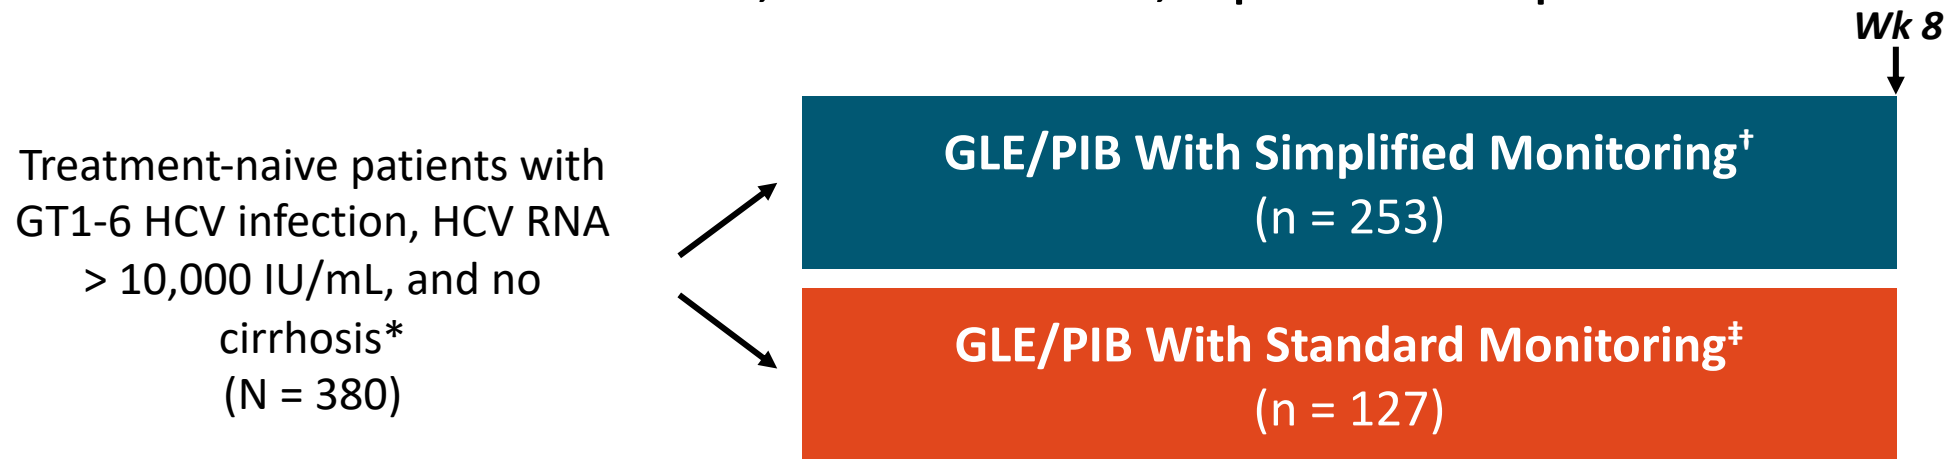 Wk 8
Treatment-naive patients with
GT1-6 HCV infection, HCV RNA
> 10,000 IU/mL, and no
cirrhosis*
(N = 380)
GLE/PIB With Simplified Monitoring†
(n = 253)
GLE/PIB With Standard Monitoring‡
(n = 127)